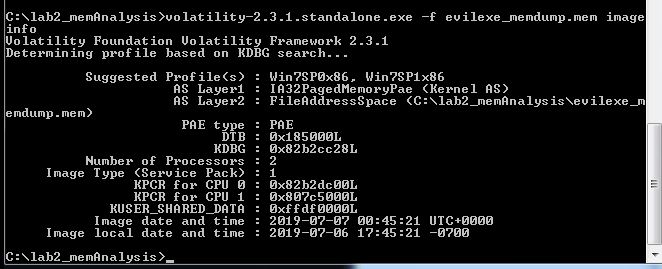 C:\lab2_memAnalysis>volatility-2.3.1.standalone.exe -f evilexe_memdump.mem image
info
Volatility Foundation Volatility Framework 2.3.1
Determining profile based on KDBG search...
Suggested Profile(s) : Win7SP0x86, Win7SP1x86
AS Layer1 : IA32PagedMemoryPae (Kernel AS)
AS Layer2 : FileAddressSpace (C:\lab2_memAnalysis\evilexe_m
emdump.mem)
PAE type : PAE
DTB : 0x185000L
KDBG : 0x82b2cc28L
Number of Processors : 2
Image Type (Service Pack) : 1
KPCR for CPU 0 : 0x82b2dc00L
KPCR for CPU 1 : 0x807c5000L
KUSER_SHARED_DATA : 0xffdf0000L
Image date and time : 2019-07-07 00:45:21 UTC+0000
Image local date and time : 2019-07-06 17:45:21 -0700
C:\lab2_memAnalysis>_